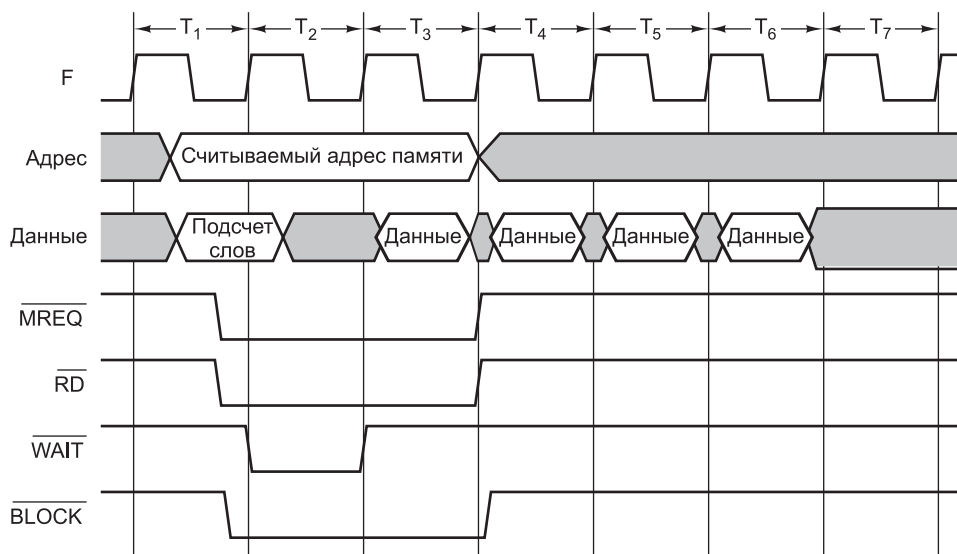 T1 T2 T3 T4 T5 T6 T7
F
Адрес
Считываемый адрес памяти
Данные
Подсчет
слов
Данные Данные Данные Данные
MREQ
RD
WAIT
BLOCK